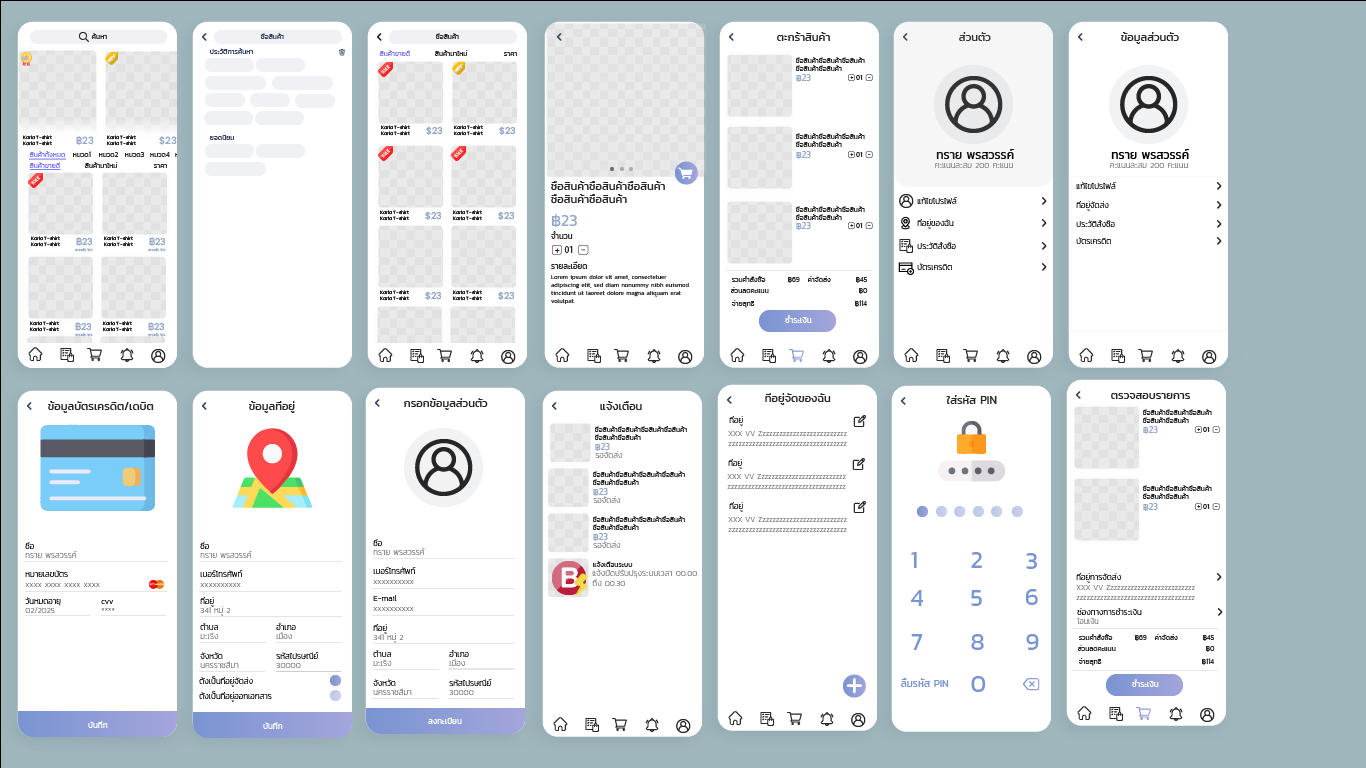 ค้นหา
Karlo T-shirt
Karlo T-shirt
฿23
Karlo T-shirt
Karlo T-shirt
$23
สินค้าทั้งหมด หมวด1 หมวด2 หมวด3 หมวด4
สินค้าขายดี สินค้ามาใหม่ ราคา
Karlo T-shirt
Karlo T-shirt
฿23
Karlo T-shirt
Karlo T-shirt
฿23
Karlo T-shirt
Karlo T-shirt
฿23
Karlo T-shirt
Karlo T-shirt
฿23
ชื่อสินค้า
ประวัติการค้นหา
ยอดนิยม
ชื่อสินค้า
สินค้าขายดี สินค้ามาใหม่ ราคา
Karlo T-shirt
Karlo T-shirt
$23
Karlo T-shirt
Karlo T-shirt
$23
Karlo T-shirt
Karlo T-shirt
$23
Karlo T-shirt
Karlo T-shirt
$23
Karlo T-shirt
Karlo T-shirt
$23
Karlo T-shirt
Karlo T-shirt
$23
ชื่อสินค้าชื่อสินค้าชื่อสินค้า
ชื่อสินค้าชื่อสินค้า
฿23
จำนวน
01
รายละเอียด
Lorem ipsum dolor sit amet, consectetuer
adipiscing elit, sed diam nonummy nibh euismod
tincidunt ut laoreet dolore magna aliquam erat
volutpat
ตะกร้าสินค้า
ชื่อสินค้าชื่อสินค้าชื่อสินค้า
ชื่อสินค้าชื่อสินค้า
฿23 01
ชื่อสินค้าชื่อสินค้าชื่อสินค้า
ชื่อสินค้าชื่อสินค้า
฿23 01
ชื่อสินค้าชื่อสินค้าชื่อสินค้า
ชื่อสินค้าชื่อสินค้า
฿23 01
รวมคำสั่งซื้อ ฿69 ค่าจัดส่ง ฿45
ส่วนลดคะแนน ฿0
จ่ายสุทธิ ฿114
ชำระเงิน
ส่วนตัว
ทราย พรสวรรค์
คะแนนสะสม 200 คะแนน
แก้ไขโปรไฟล์
ที่อยู่ของฉัน
ประวัติสั่งซื้อ
บัตรเครดิต
ข้อมูลส่วนตัว
ทราย พรสวรรค์
คะแนนสะสม 200 คะแนน
แก้ไขโปรไฟล์
ที่อยู่จัดส่ง
ประวัติสั่งซื้อ
บัตรเครดิต
ข้อมูลบัตรเครดิต/เดบิต
ชื่อ
ทราย พรสวรรค์
หมายเลขบัตร
xxxx xxxx xxxx xxxx
วันหมดอายุ cvv
02/2025 ****
บันทึก
ข้อมูลที่อยู่
ชื่อ
ทราย พรสวรรค์
เบอร์โทรศัพท์
xxxxxxxxxx
ที่อยู่
341 หมู่ 2
ตำบล อำเภอ
มะเริง เมือง
จังหวัด รหัสไปรษณีย์
นครราชสีมา 30000
ตั้งเป็นที่อยู่จัดส่ง
ตั้งเป็นที่อยู่ออกเอกสาร
บันทึก
กรอกข้อมูลส่วนตัว
ชื่อ
ทราย พรสวรรค์
เบอร์โทรศัพท์
xxxxxxxxxx
E-mail
xxxxxxxxxx
ที่อยู่
341 หมู่ 2
ตำบล อำเภอ
มะเริง เมือง
จังหวัด รหัสไปรษณีย์
นครราชสีมา 30000
ลงทะเบียน
แจ้งเตือน
ชื่อสินค้าชื่อสินค้าชื่อสินค้าชื่อสินค้า
ชื่อสินค้าชื่อสินค้า
฿23
รอจัดส่ง
ชื่อสินค้าชื่อสินค้าชื่อสินค้าชื่อสินค้า
ชื่อสินค้าชื่อสินค้า
฿23
รอจัดส่ง
ชื่อสินค้าชื่อสินค้าชื่อสินค้าชื่อสินค้า
ชื่อสินค้าชื่อสินค้า
฿23
รอจัดส่ง
B
แจ้งเตือนระบบ
แจ้งปิดปรับปรุงระบบเวลา 00.00
ถึง 00.30
ที่อยู่จัดของฉัน
ที่อยู่
XXX VV Zzzzzzzzzzzzzzzzzzzzzzzzz
zzzzzzzzzzzzzzzzzzzzzzzzzzzzzzzz
ที่อยู่
XXX VV Zzzzzzzzzzzzzzzzzzzzzzzzz
zzzzzzzzzzzzzzzzzzzzzzzzzzzzzzzz
ที่อยู่
XXX VV Zzzzzzzzzzzzzzzzzzzzzzzzz
zzzzzzzzzzzzzzzzzzzzzzzzzzzzzzzz
ใส่รหัส PIN
1 2 3
4 5 6
7 8 9
ลืมรหัส PIN 0
ตรวจสอบรายการ
ชื่อสินค้าชื่อสินค้าชื่อสินค้า
ชื่อสินค้าชื่อสินค้า
฿23 01
ชื่อสินค้าชื่อสินค้าชื่อสินค้า
ชื่อสินค้าชื่อสินค้า
฿23 01
ที่อยู่การจัดส่ง
XXX VV Zzzzzzzzzzzzzzzzzzzzzzzzz
zzzzzzzzzzzzzzzzzzzzzzzzzzzzzzzz
ช่องทางการชำระเงิน
โอนเงิน
รวมคำสั่งซื้อ ฿69 ค่าจัดส่ง ฿45
ส่วนลดคะแนน ฿0
จ่ายสุทธิ ฿114
ชำระเงิน